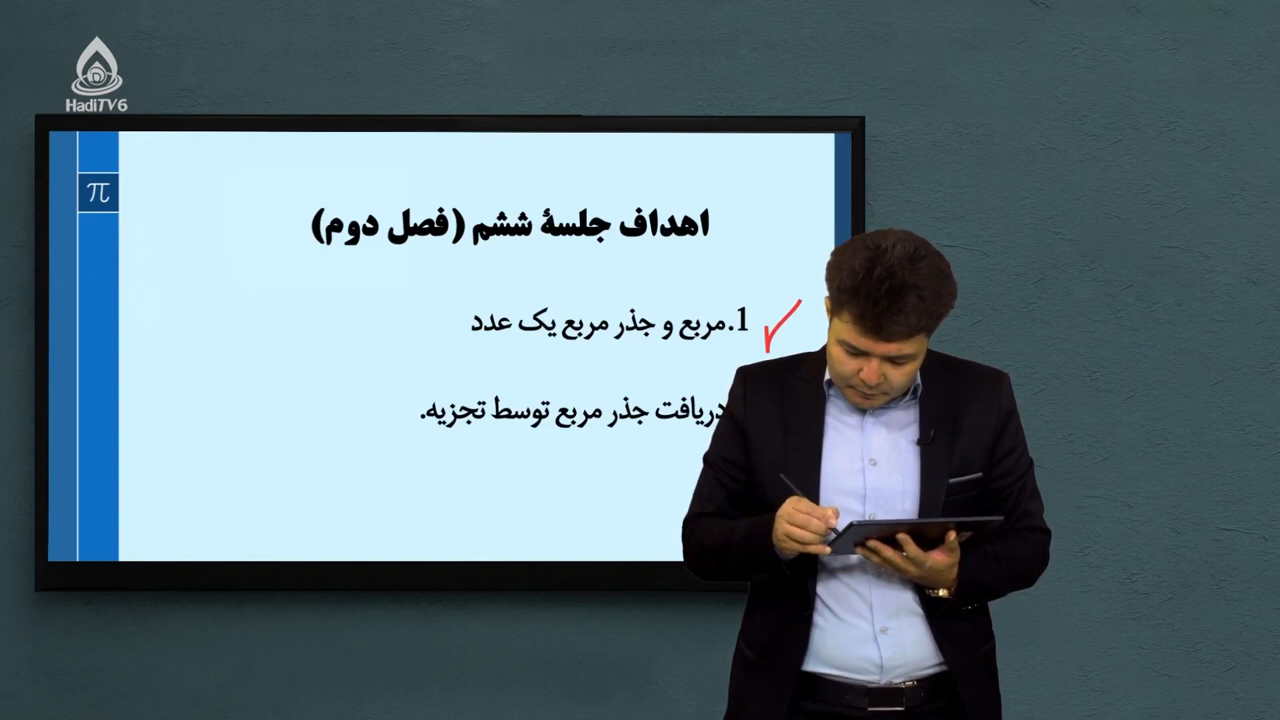 HadiTV6
π
اهداف جلسهٔ ششم (فصل دوم)
1.مربع و جذر مربع یک عدد
دریافت جذر مربع توسط تجزیه.